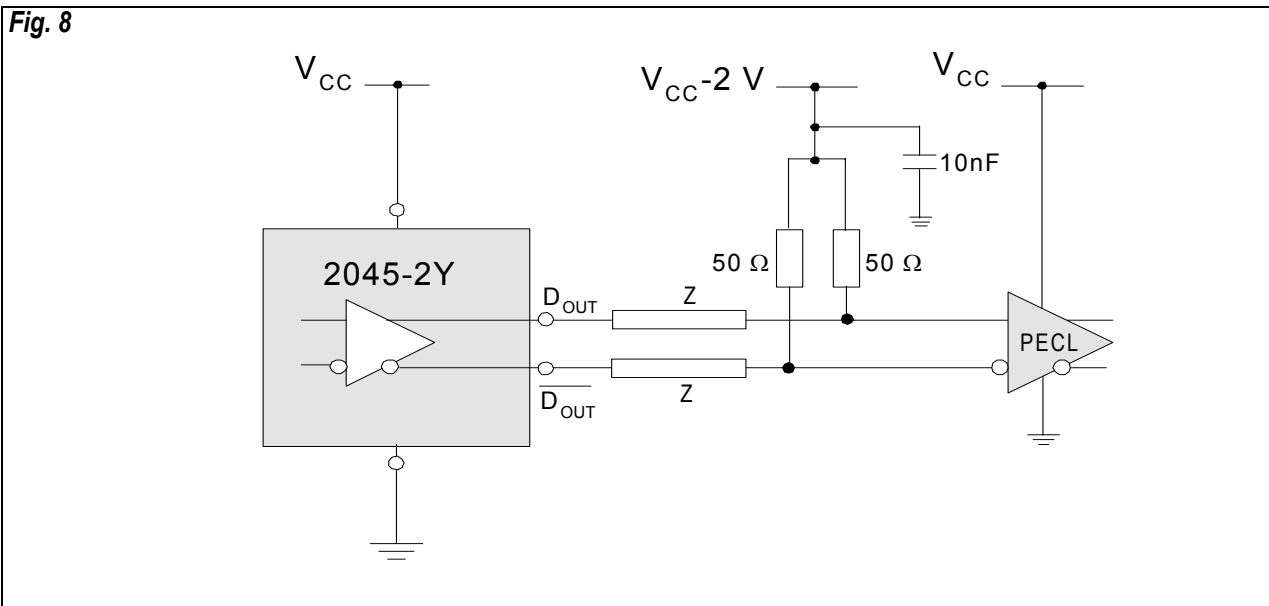 Fig. 8
VCC
VCC-2 V
VCC
10nF
50 Ω
50 Ω
2045-2Y
DOUT
Z
PECL
DOUT
Z